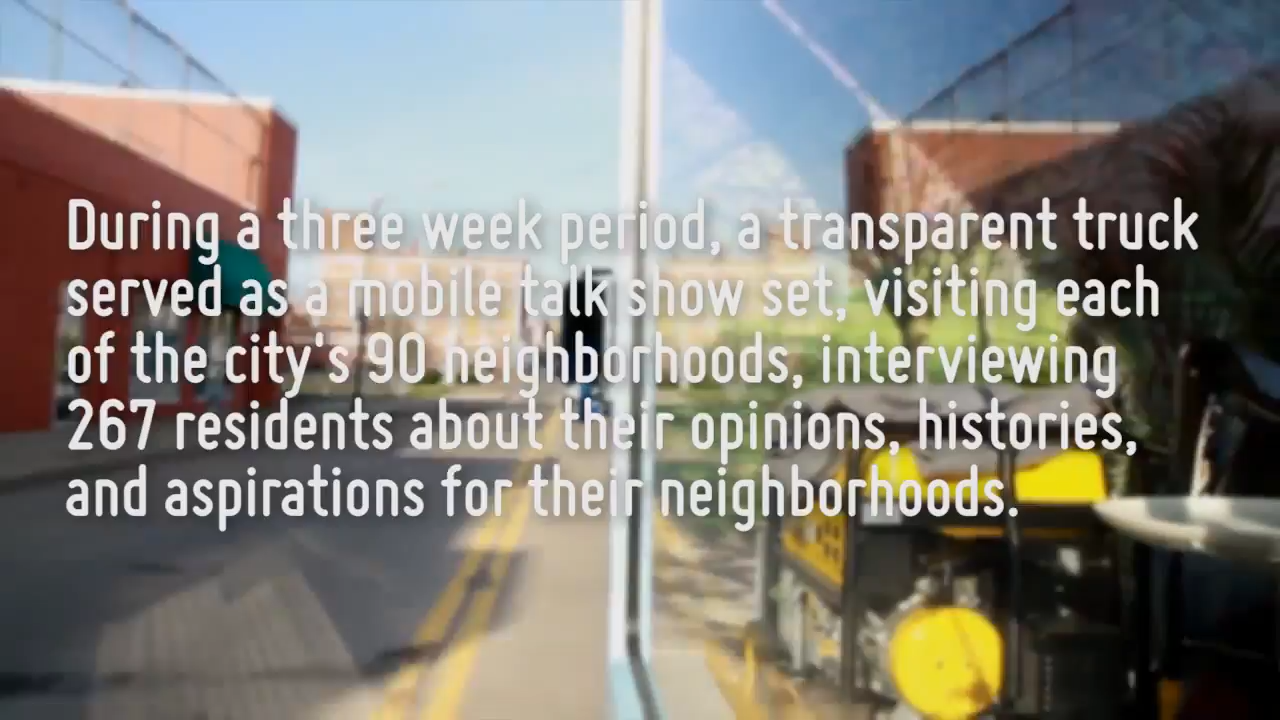 During a three week period, a transparent truck
served as a mobile talk show set, visiting each
of the city's 90 neighborhoods, interviewing
267 residents about their opinions, histories,
and aspirations for their neighborhoods.